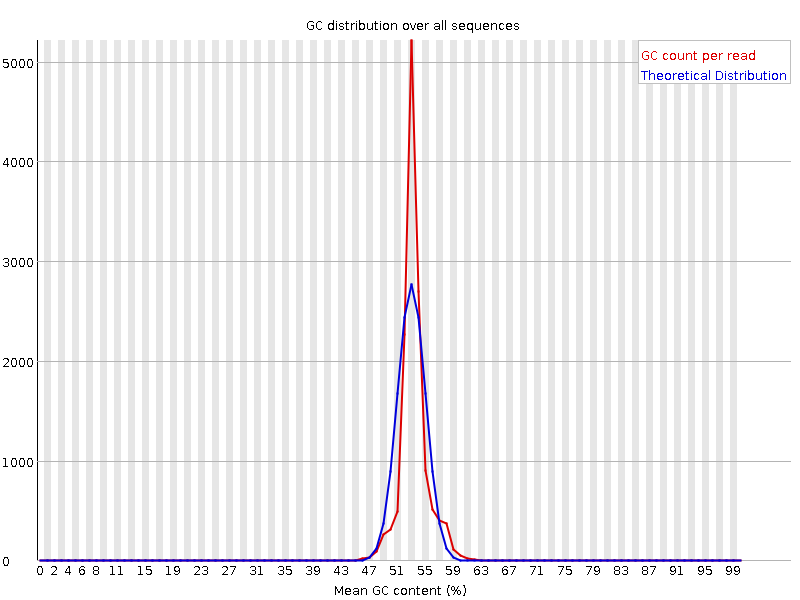 GC distribution over all sequences
GC count per read
Theoretical Distribution
5000
4000
3000
2000
1000
0
0 2 4 6 8 11 15 19 23 27 31 35 39 43 47 51 55 59 63 67 71 75 79 83 87 91 95 99
Mean GC content (%)